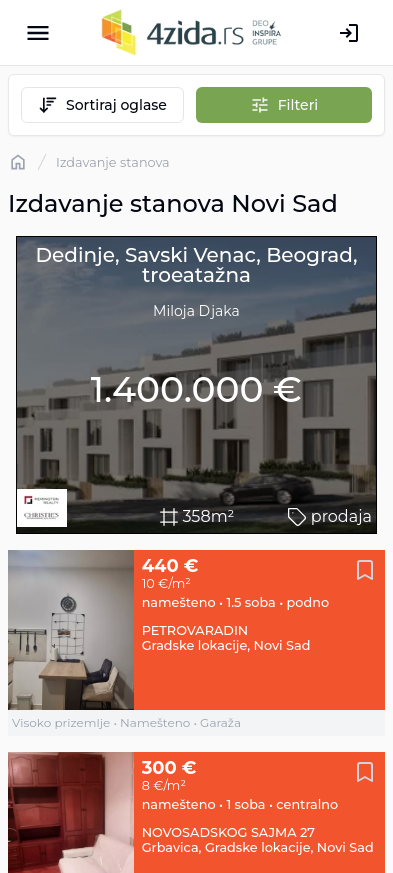 4zida.rs
DEO
INSPIRA
GRUPE
Sortiraj oglase
Filteri
Izdavanje stanova
Izdavanje stanova Novi Sad
Dedinje, Savski Venac, Beograd,
troeatažna
Miloja Djaka
1.400.000 €
CHRISTIE'S
358m²
prodaja
440 €
10 €/m²
namešteno • 1.5 soba • podno
PETROVARADIN
Gradske lokacije, Novi Sad
Visoko prizemlje • Namešteno • Garaža
300 €
8 €/m²
namešteno • 1 soba • centralno
NOVOSADSKOG SAJMA 27
Grbavica, Gradske lokacije, Novi Sad